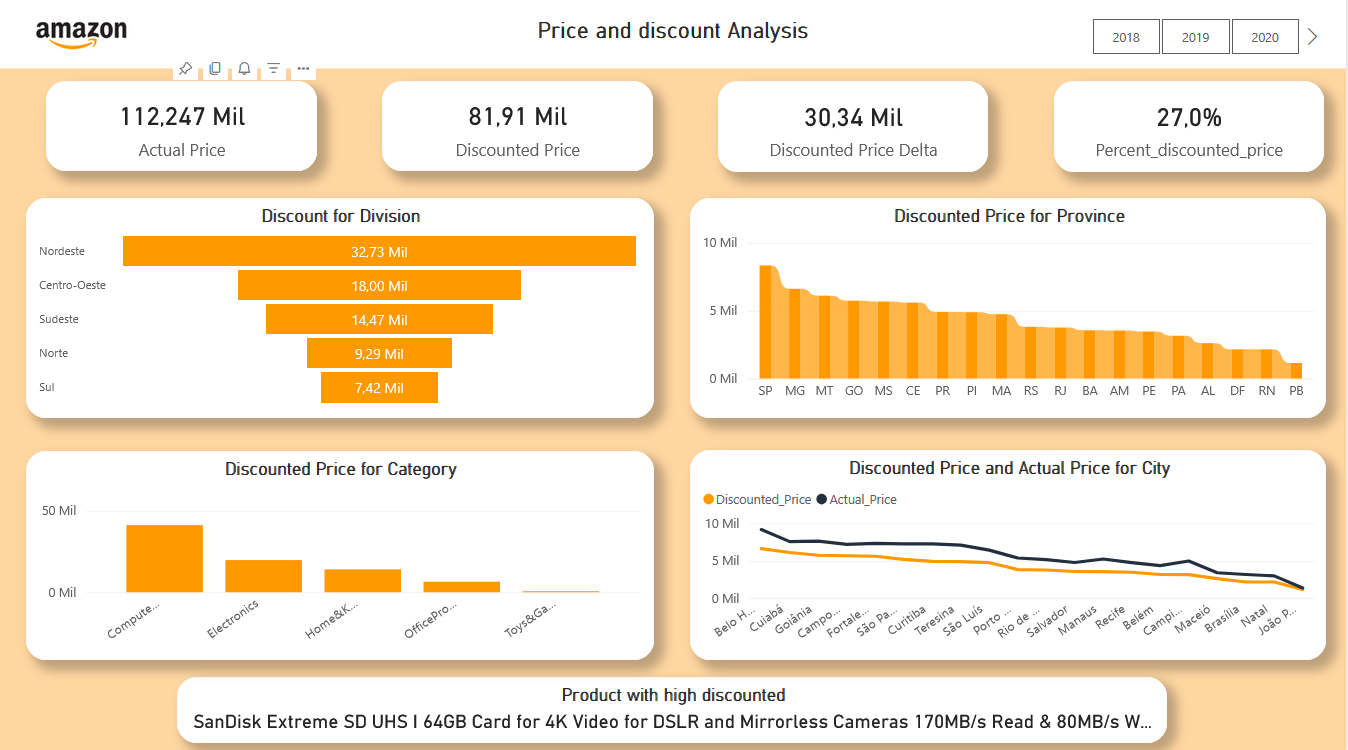 amazon
Price and discount Analysis
2018 2019 2020
112,247 Mil
Actual Price
81,91 Mil
Discounted Price
30,34 Mil
Discounted Price Delta
27,0%
Percent_discounted_price
Discount for Division
Nordeste 32,73 Mil
Centro-Oeste 18,00 Mil
Sudeste 14,47 Mil
Norte 9,29 Mil
Sul 7,42 Mil
Discounted Price for Province
10 Mil
5 Mil
0 Mil
SP MG MT GO MS CE PR PI MA RS RJ BA AM PE PA AL DF RN PB
Discounted Price for Category
50 Mil
0 Mil
Compute... Electronics Home&K... OfficePro... Toys&Ga...
Discounted Price and Actual Price for City
Discounted_Price Actual_Price
10 Mil
5 Mil
0 Mil
Belo H... Cuiabá Goiânia Campo... Fortale... São Pa... Curitiba Teresina São Luís Porto ... Rio de ... Salvador Manaus Recife Belém Campi... Maceió Brasília Natal João P...
Product with high discounted
SanDisk Extreme SD UHS I 64GB Card for 4K Video for DSLR and Mirrorless Cameras 170MB/s Read & 80MB/s W...